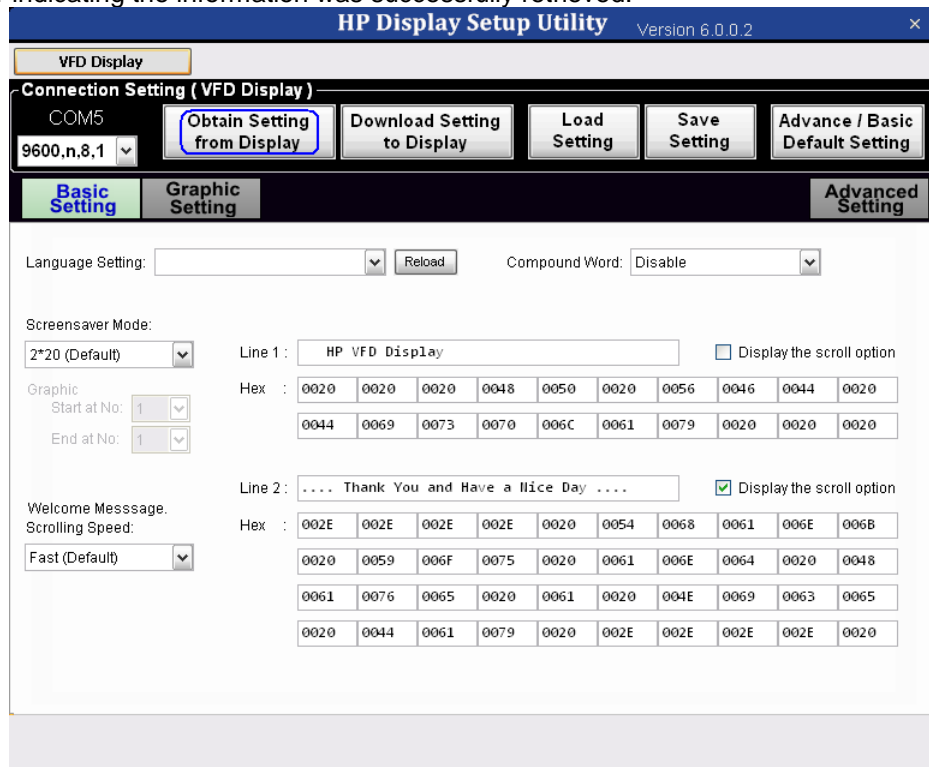 indicating the information was successfully retrieved.
HP Display Setup Utility Version 6.0.0.2 ×
VFD Display
Connection Setting ( VFD Display )
COM5
9600,n,8,1
Obtain Setting
from Display
Download Setting
to Display
Load
Setting
Save
Setting
Advance / Basic
Default Setting
Basic
Setting
Graphic
Setting
Advanced
Setting
Language Setting:
Reload
Compound Word: Disable
Screensaver Mode:
2*20 (Default)
Line 1 : HP VFD Display
Display the scroll option
Graphic
Start at No: 1
End at No: 1
Hex : 0020 0020 0020 0048 0050 0020 0056 0046 0044 0020
0044 0069 0073 0070 006C 0061 0079 0020 0020 0020
Line 2 : .... Thank You and Have a Nice Day ....
Display the scroll option
Welcome Messsage.
Scrolling Speed:
Fast (Default)
Hex : 002E 002E 002E 002E 0020 0054 0068 0061 006E 006B
0020 0059 006F 0075 0020 0061 006E 0064 0020 0048
0061 0076 0065 0020 0061 0020 004E 0069 0063 0065
0020 0044 0061 0079 0020 002E 002E 002E 002E 0020